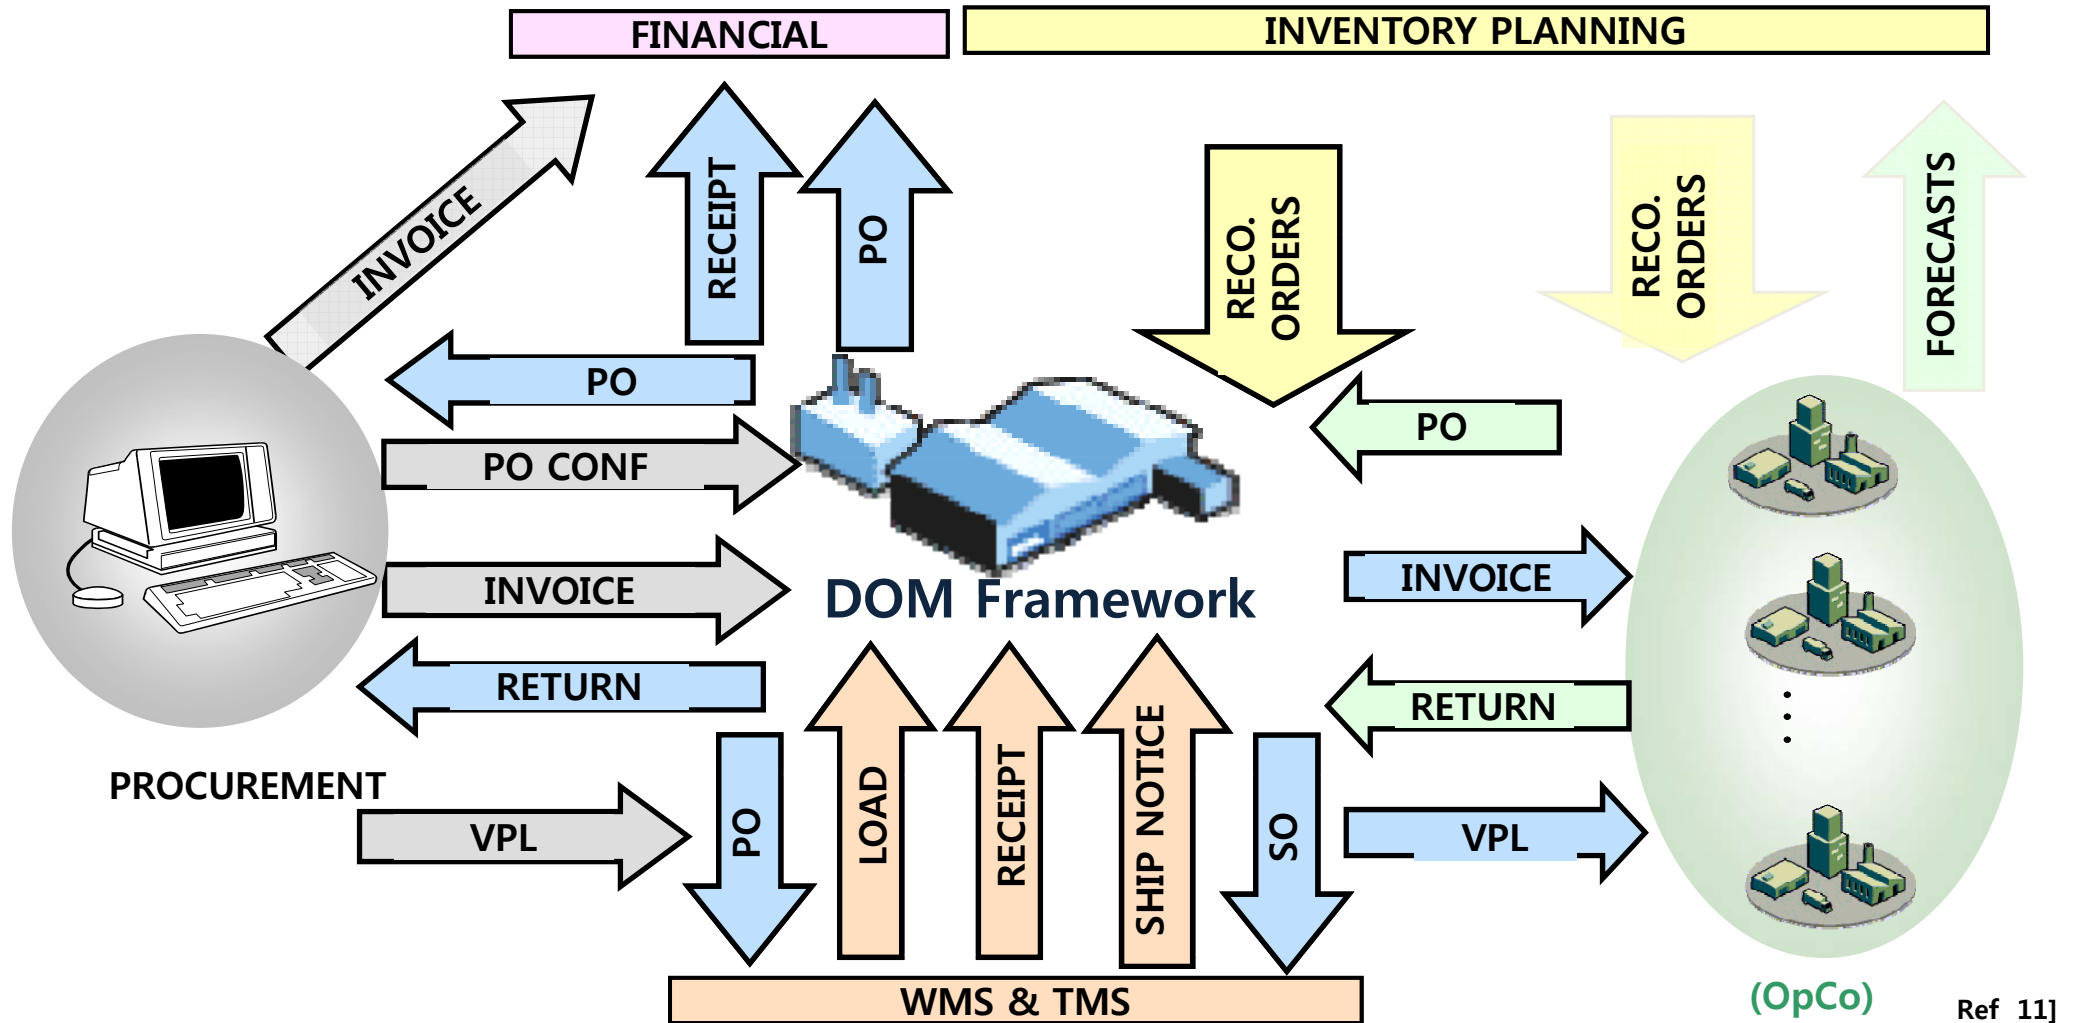 FINANCIAL
INVENTORY PLANNING
INVOICE
RECEIPT
PO
RECO.
ORDERS
RECO.
ORDERS
FORECASTS
PO
PO
PO CONF
INVOICE
INVOICE
DOM Framework
RETURN
RETURN
PROCUREMENT
VPL
PO
LOAD
RECEIPT
SHIP NOTICE
SO
VPL
WMS & TMS
(OpCo)
Ref 11]